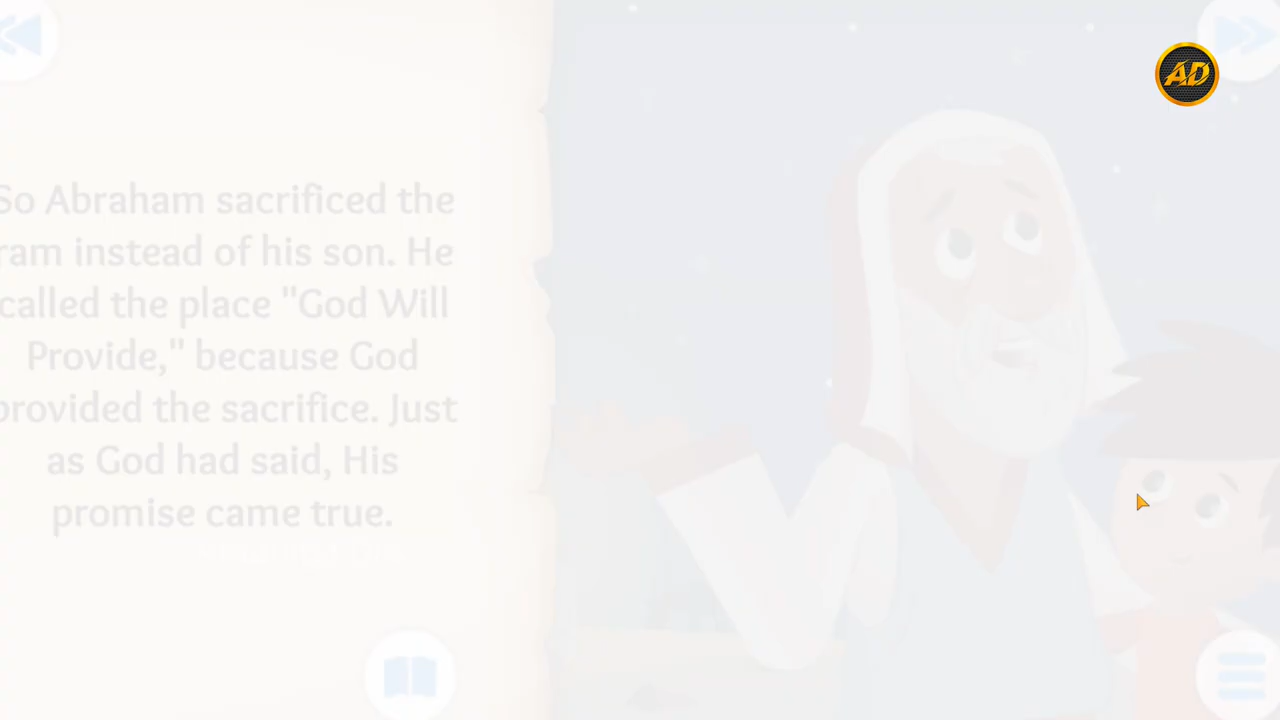 So Abraham sacrificed the
ram instead of his son. He
called the place "God Will
Provide," because God
provided the sacrifice. Just
as God had said, His
promise came true.
AD